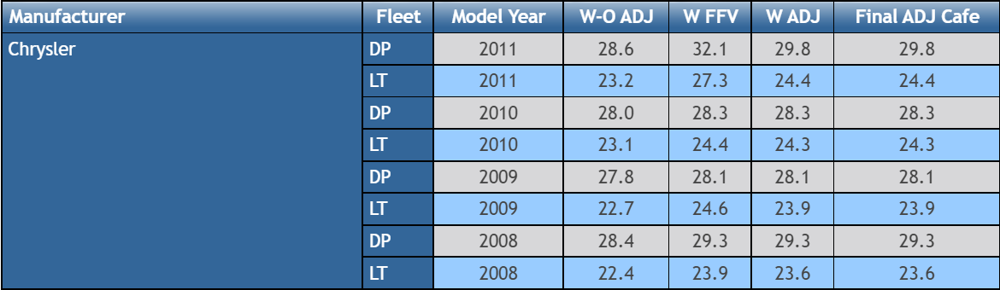 Manufacturer Fleet Model Year W-O ADJ W FFV W ADJ Final ADJ Cafe
Chrysler DP 2011 28.6 32.1 29.8 29.8
LT 2011 23.2 27.3 24.4 24.4
DP 2010 28.0 28.3 28.3 28.3
LT 2010 23.1 24.4 24.3 24.3
DP 2009 27.8 28.1 28.1 28.1
LT 2009 22.7 24.6 23.9 23.9
DP 2008 28.4 29.3 29.3 29.3
LT 2008 22.4 23.9 23.6 23.6